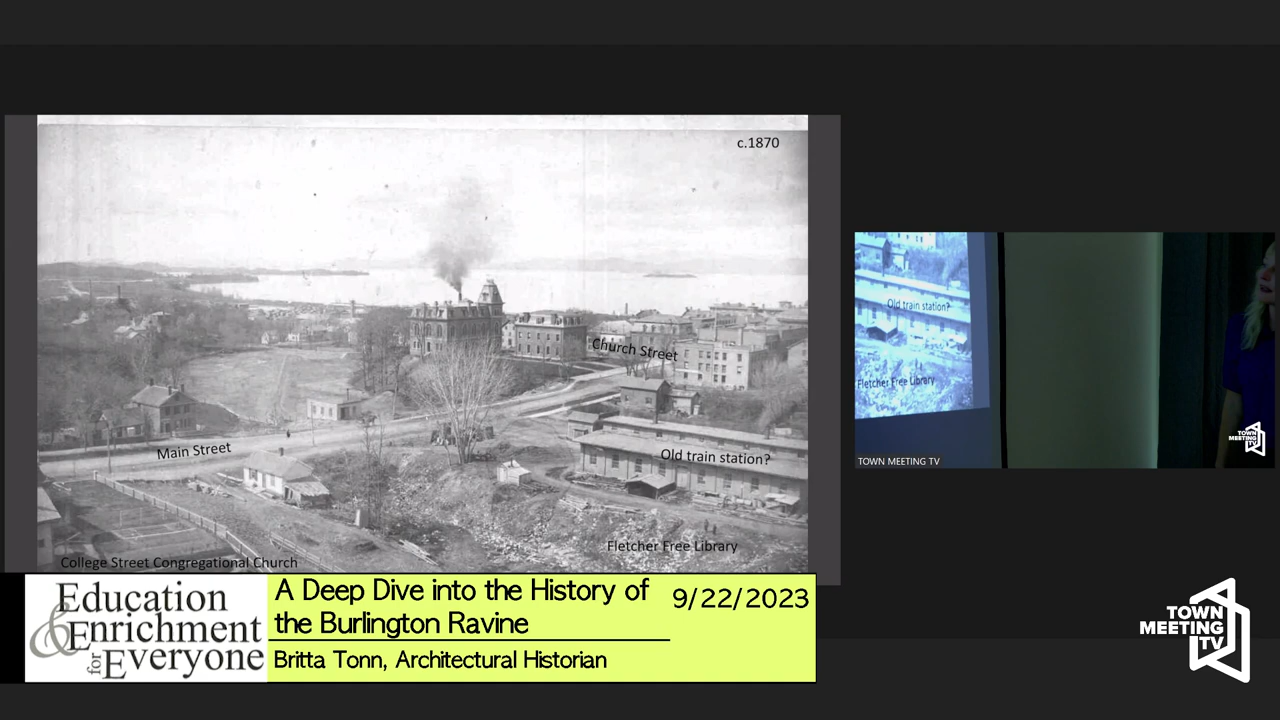 c.1870
Church Street
Main Street
Old train station?
Fletcher Free Library
College Street Congregational Church
Old train station?
Fletcher Free Library
TOWN
MEETING
TV
TOWN MEETING TV
Education
& Enrichment
for Everyone
A Deep Dive into the History of
the Burlington Ravine
9/22/2023
Britta Tonn, Architectural Historian
TOWN
MEETING
TV